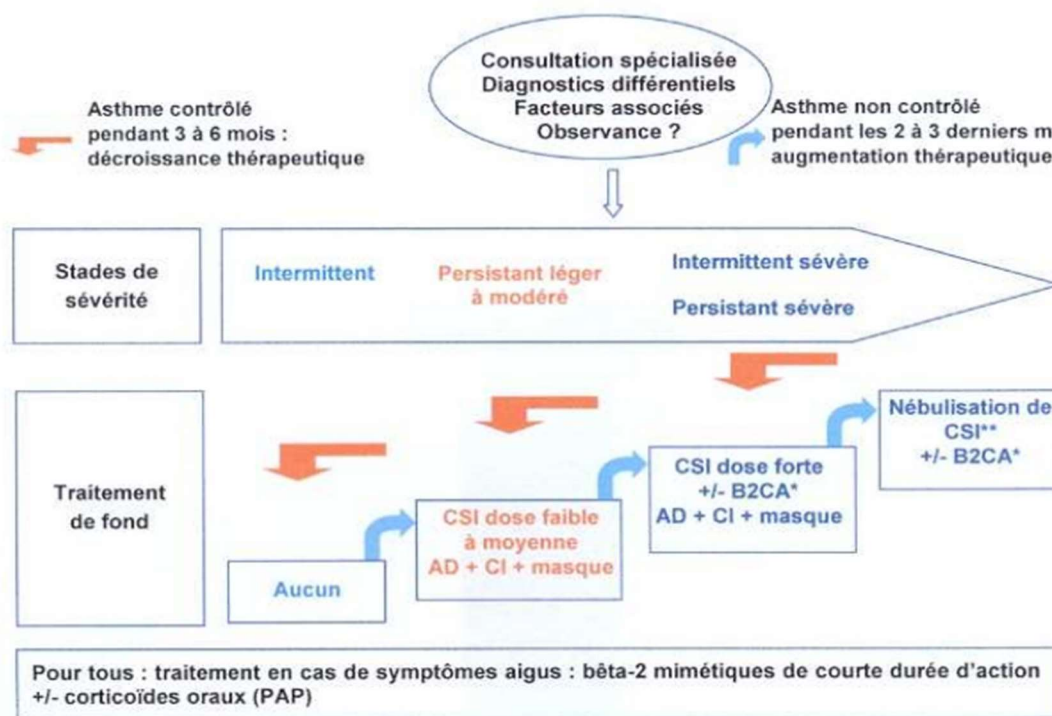 Consultation spécialisée
Diagnostics différentiels
Facteurs associés
Observance ?
Asthme contrôlé
pendant 3 à 6 mois :
décroissance thérapeutique
Asthme non contrôlé
pendant les 2 à 3 derniers m
augmentation thérapeutique
Stades de
sévérité
Intermittent
Persistant léger
à modéré
Intermittent sévère
Persistant sévère
Traitement
de fond
Aucun
CSI dose faible
à moyenne
AD + CI + masque
CSI dose forte
+/- B2CA*
AD + CI + masque
Nébulisation de
CSI**
+/- B2CA*
Pour tous : traitement en cas de symptômes aigus : bêta-2 mimétiques de courte durée d'action
+/- corticoïdes oraux (PAP)